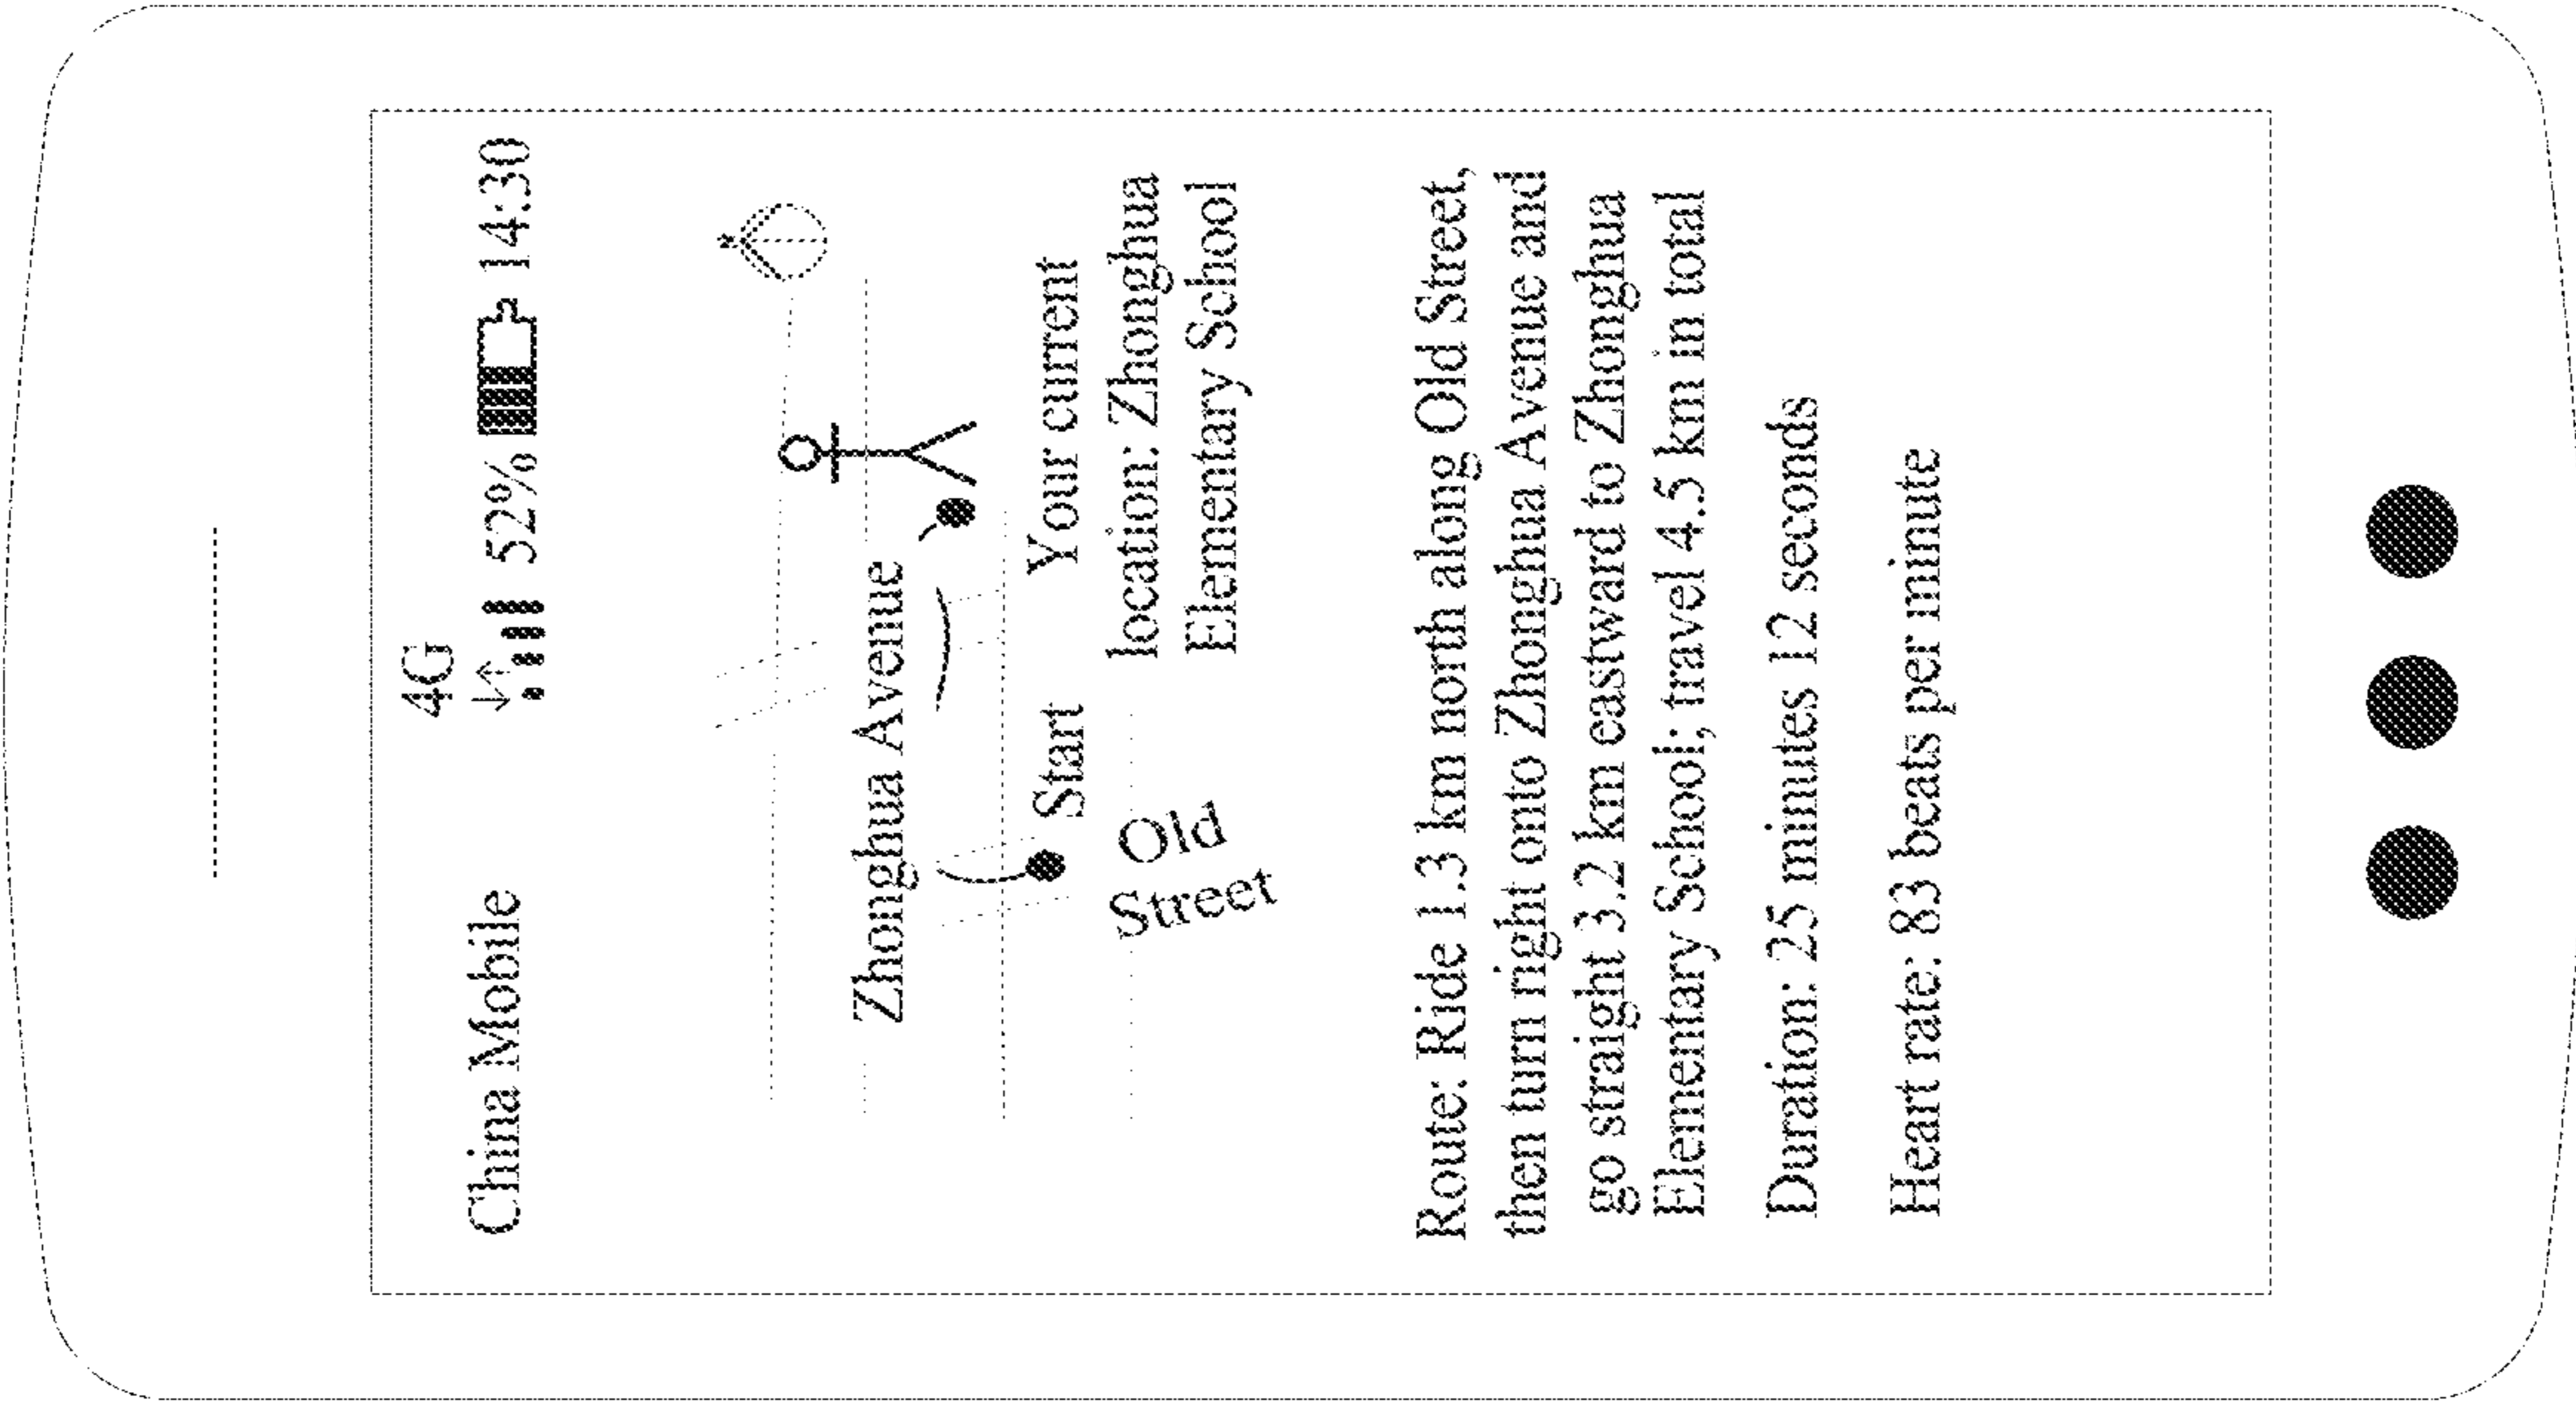 4G
China Mobile 52% 14:30
Zhonghua Avenue
Start
Your current
location: Zhonghua
Elementary School
Old
Street
Route: Ride 1.3 km north along Old Street,
then turn right onto Zhonghua Avenue and
go straight 3.2 km eastward to Zhonghua
Elementary School; travel 4.5 km in total
Duration: 25 minutes 12 seconds
Heart rate: 83 beats per minute